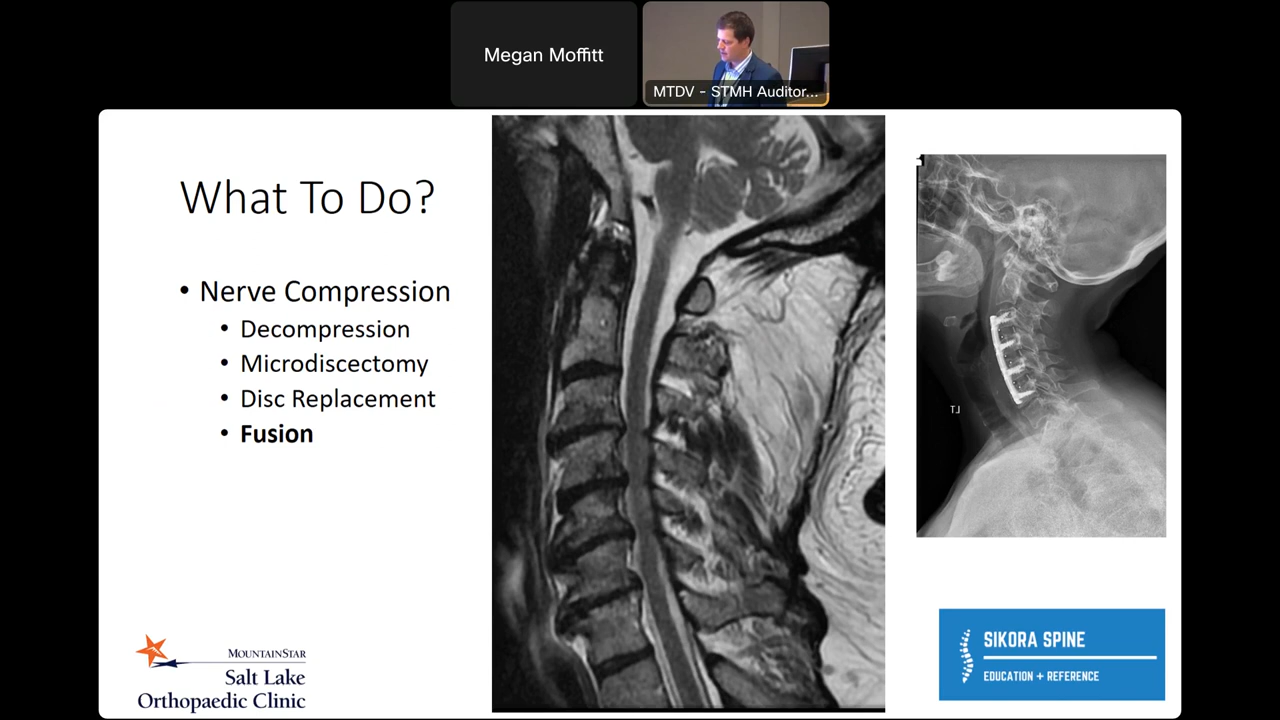 Megan Moffitt
MTDV - STMH Auditor...
What To Do?
• Nerve Compression
• Decompression
• Microdiscectomy
• Disc Replacement
• Fusion
TJ
MOUNTAINSTAR
Salt Lake
Orthopaedic Clinic
SIKORA SPINE
EDUCATION + REFERENCE